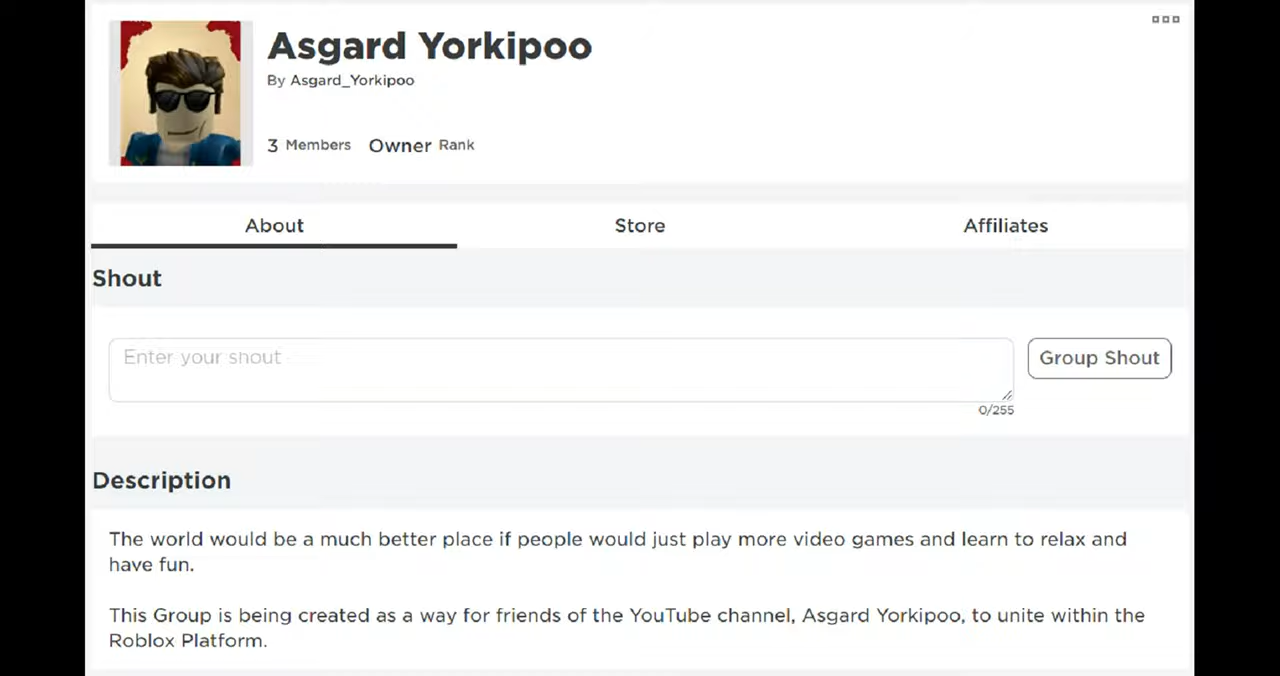 Asgard Yorkipoo
By Asgard_Yorkipoo
3 Members Owner Rank
About Store Affiliates
Shout
Enter your shout
Group Shout
0/255
Description
The world would be a much better place if people would just play more video games and learn to relax and
have fun.
This Group is being created as a way for friends of the YouTube channel, Asgard Yorkipoo, to unite within the
Roblox Platform.